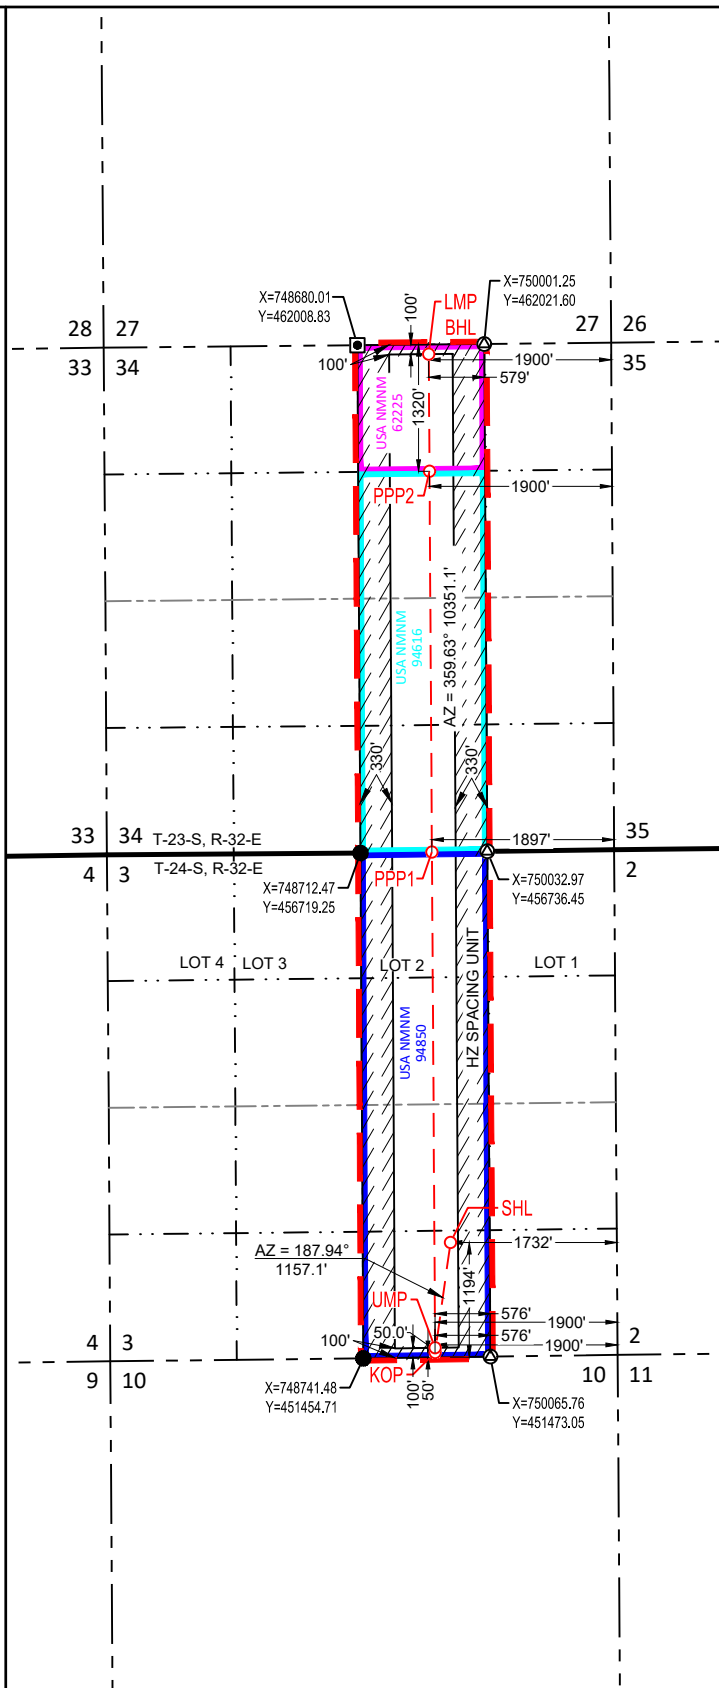 X=748680.01
Y=462008.83
X=750001.25
Y=462021.60
100'
LMP
BHL
28 27
27 26
33 34
35
100'
1900'
579'
1320'
USA NMNM
62225
PPP2
1900'
USA NMNM
94616
AZ = 359.63° 10351.1'
330'
330'
33 34
T-23-S, R-32-E
1897'
35
4 3
T-24-S, R-32-E
2
X=748712.47
Y=456719.25
PPP1
X=750032.97
Y=456736.45
LOT 4
LOT 3
LOT 2
LOT 1
USA NMNM
94850
HZ SPACING UNIT
SHL
1732'
AZ = 187.94°
1157.1'
1194'
UMP
576'
50.0'
1900'
100'
576'
1900'
4 3
2
9 10
KOP
10 11
100'
50'
X=748741.48
Y=451454.71
X=750065.76
Y=451473.05